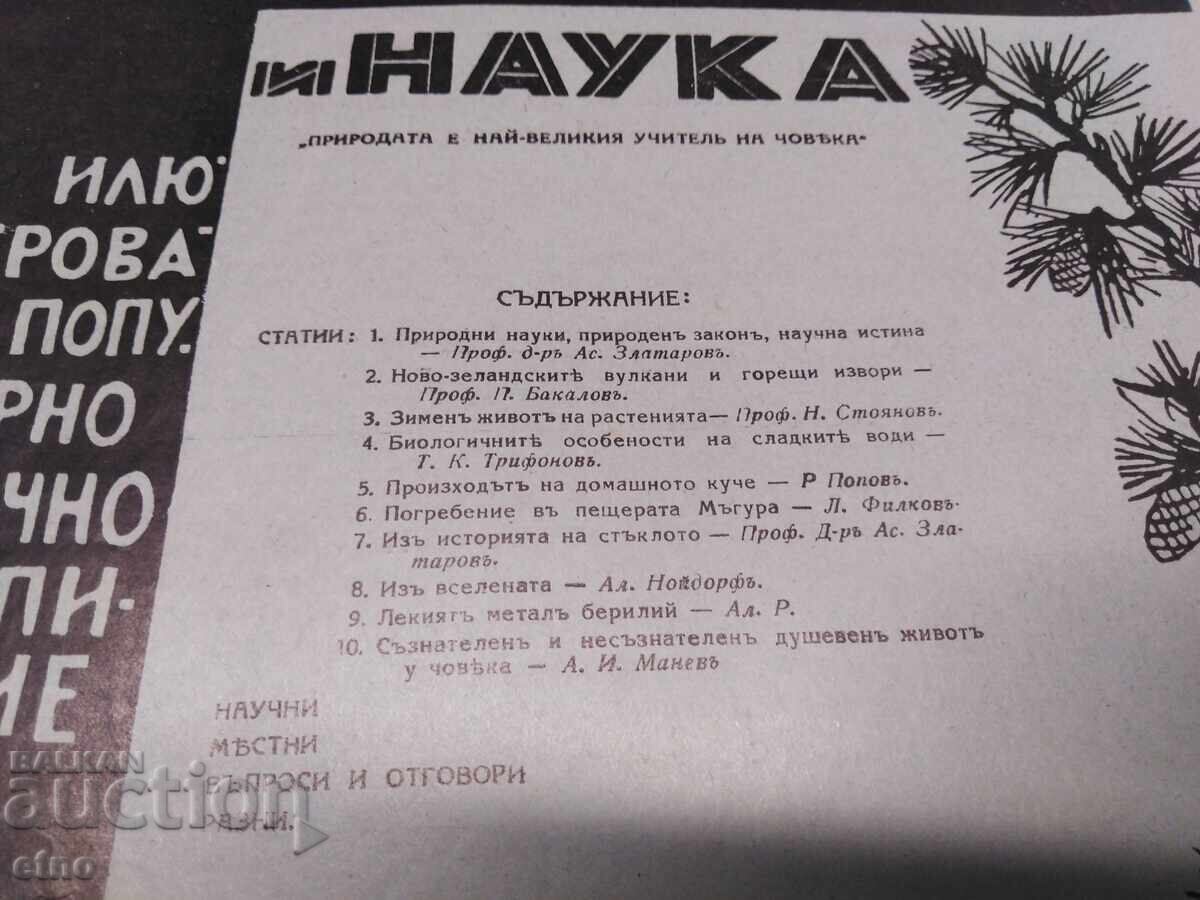 и НАУКА
„ПРИРОДАТА Е НАЙ-ВЕЛИКИЯ УЧИТЕЛЬ НА ЧОВѢКА“
ИЛЮ-
РОВА-
ПОПУ.
РНО
ЧНО
ПИ-
ИЕ
СЪДЪРЖАНИЕ:
СТАТИИ: 1. Природни науки, природенъ законъ, научна истина
— Проф. д-ръ Ас. Златаровъ.
2. Ново-зеландскитѣ вулкани и горещи извори —
Проф. П. Бакаловъ.
3. Зименъ животъ на растенията — Проф. Н. Стояновъ.
4. Биологичнитѣ особености на сладкитѣ води —
Т. К. Трифоновъ.
5. Произходътъ на домашното куче — Р Поповъ.
6. Погребение въ пещерата Мъгура — Л. Филковъ.
7. Изъ историята на стъклото — Проф. Д-ръ Ас. Зла-
таровъ.
8. Изъ вселената — Ал. Нойдорфъ.
9. Лекиятъ металъ берилий — Ал. Р.
10. Съзнателенъ и несъзнателенъ душевенъ животъ
у човѣка — А. И. Маневъ
НАУЧНИ
МѢСТНИ
ВЪПРОСИ И ОТГОВОРИ
РАЗНИ.
BALKAN
auction
etno